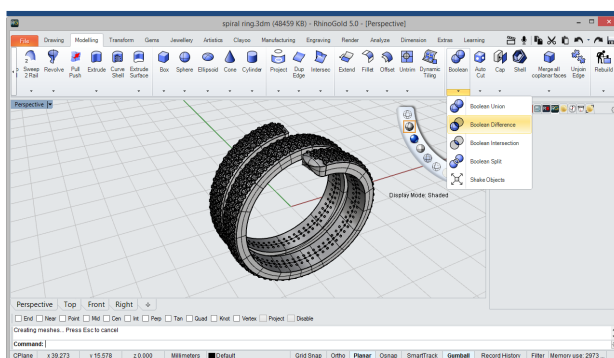 spiral ring.3dm (48459 KB) - RhinoGold 5.0 - [Perspective]
File Drawing Modelling Transform Gems Jewellery Artistics Clayoo Manufacturing Engraving Render Analyze Dimension Extras Learning
Sweep 2 Rail Revolve Pull Push Extrude Curve Shell Extrude Surface Box Sphere Ellipsoid Cone Cylinder Project Dup Edge Intersec Extend Fillet Offset Untrim Dynamic Tiling Boolean Auto Cut Cap Shell Merge all coplanar faces Unjoin Edge Rebuild
Perspective
Boolean Union
Boolean Difference
Boolean Intersection
Boolean Split
Shake Objects
Display Mode: Shaded
Perspective Top Front Right
End Near Point Mid Cen Int Perp Tan Quad Knot Vertex Project Disable
Creating meshes... Press Esc to cancel
Command:
CPlane x 39.273 y 15.578 z 0.000 Millimeters Default Grid Snap Ortho Planar Osnap SmartTrack Gumball Record History Filter Memory use: 2973...